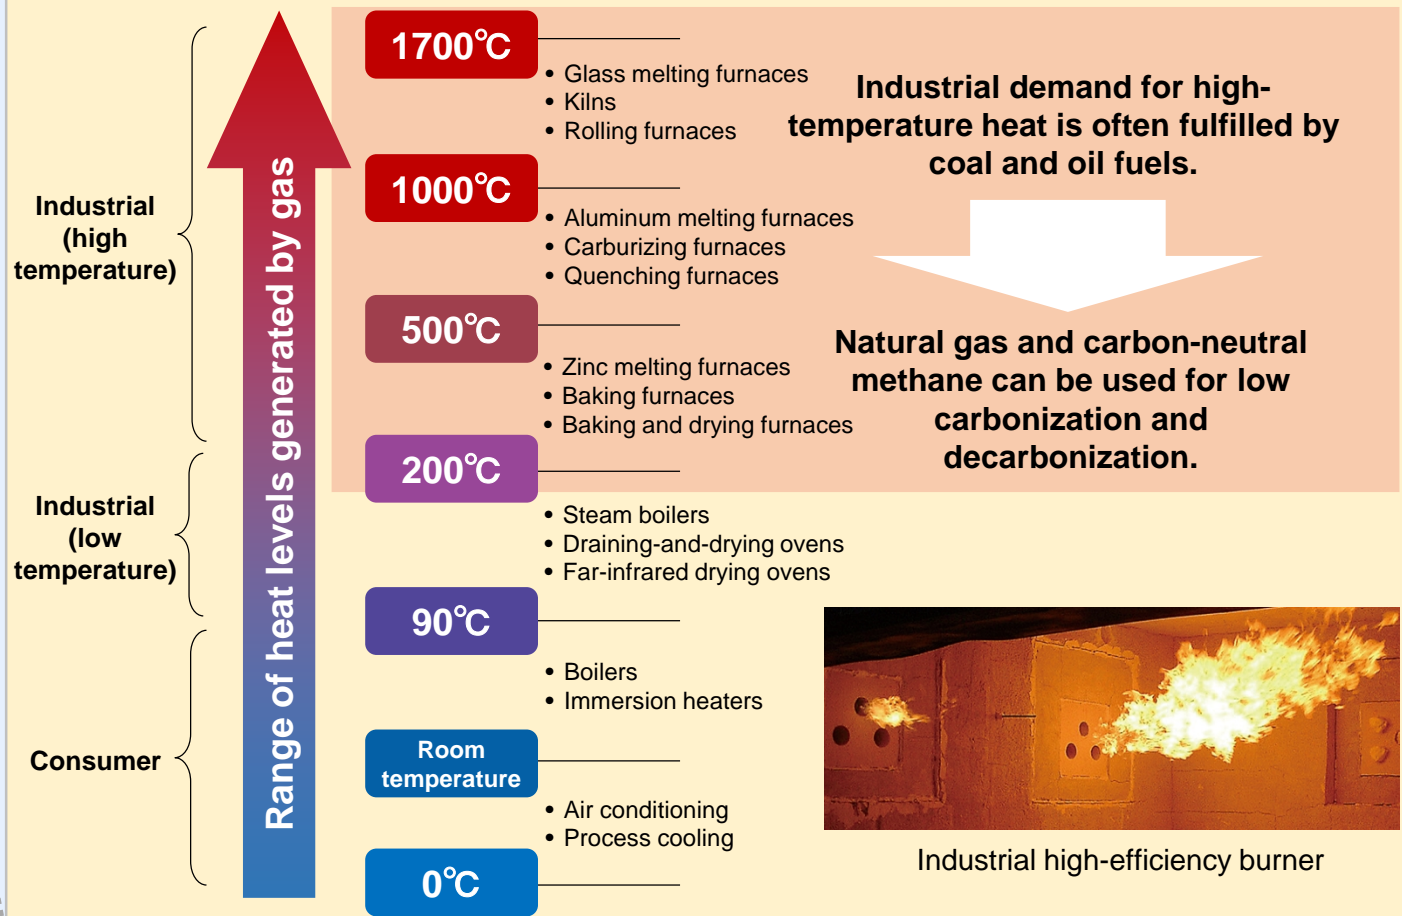 1700℃
• Glass melting furnaces
• Kilns
• Rolling furnaces
Industrial demand for high-
temperature heat is often fulfilled by
coal and oil fuels.
Industrial
(high
temperature)
Range of heat levels generated by gas
1000℃
• Aluminum melting furnaces
• Carburizing furnaces
• Quenching furnaces
500℃
Natural gas and carbon-neutral
methane can be used for low
carbonization and
decarbonization.
• Zinc melting furnaces
• Baking furnaces
• Baking and drying furnaces
200℃
Industrial
(low
temperature)
• Steam boilers
• Draining-and-drying ovens
• Far-infrared drying ovens
90℃
• Boilers
• Immersion heaters
Consumer
Room
temperature
• Air conditioning
• Process cooling
0℃
Industrial high-efficiency burner